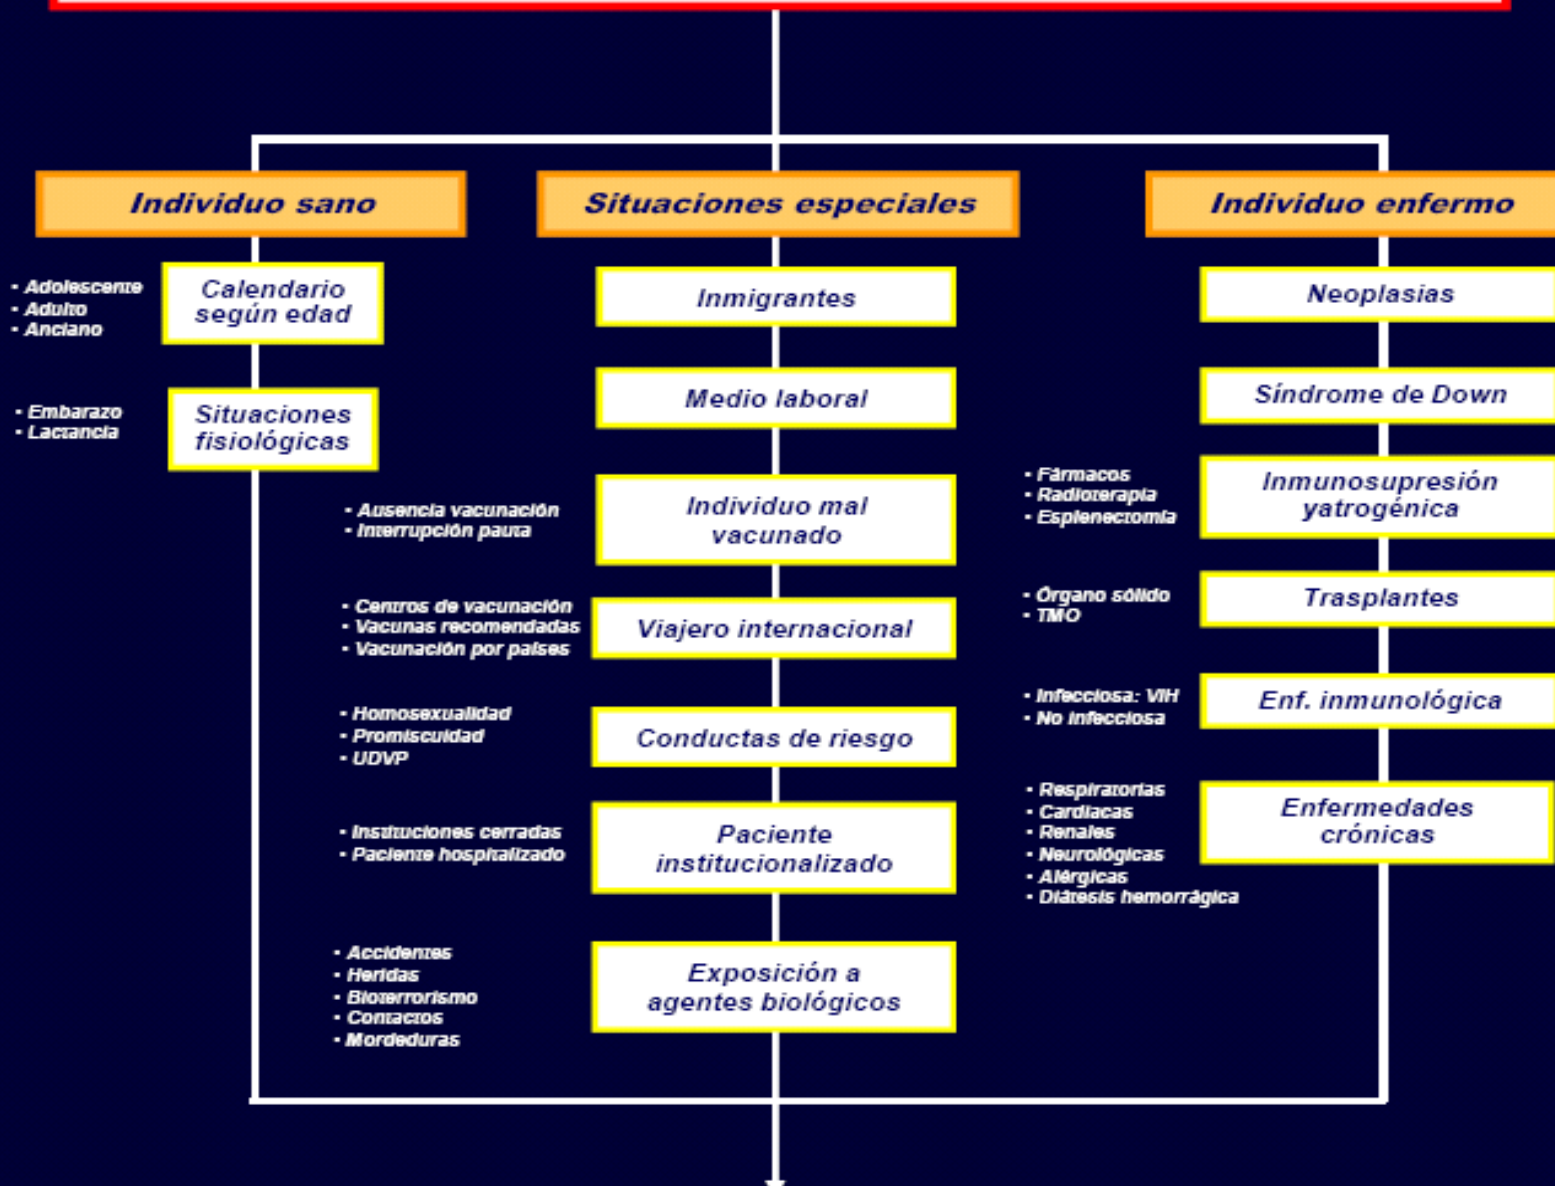 Individuo sano
- Adolescente
- Adulto
- Anciano
Calendario
según edad
- Embarazo
- Lactancia
Situaciones
fisiológicas
Situaciones especiales
Inmigrantes
Medio laboral
- Ausencia vacunación
- Interrupción pauta
Individuo mal
vacunado
- Centros de vacunación
- Vacunas recomendadas
- Vacunación por países
Viajero internacional
- Homosexualidad
- Promiscuidad
- UDVP
Conductas de riesgo
- Instituciones cerradas
- Paciente hospitalizado
Paciente
institucionalizado
- Accidentes
- Heridas
- Bioterrorismo
- Contactos
- Mordeduras
Exposición a
agentes biológicos
Individuo enfermo
Neoplasias
Síndrome de Down
- Fármacos
- Radioterapia
- Esplenectomía
Inmunosupresión
yatrogénica
- Órgano sólido
- TMO
Trasplantes
- Infecciosa: VIH
- No infecciosa
Enf. inmunológica
- Respiratorias
- Cardíacas
- Renales
- Neurológicas
- Alérgicas
- Diátesis hemorrágica
Enfermedades
crónicas